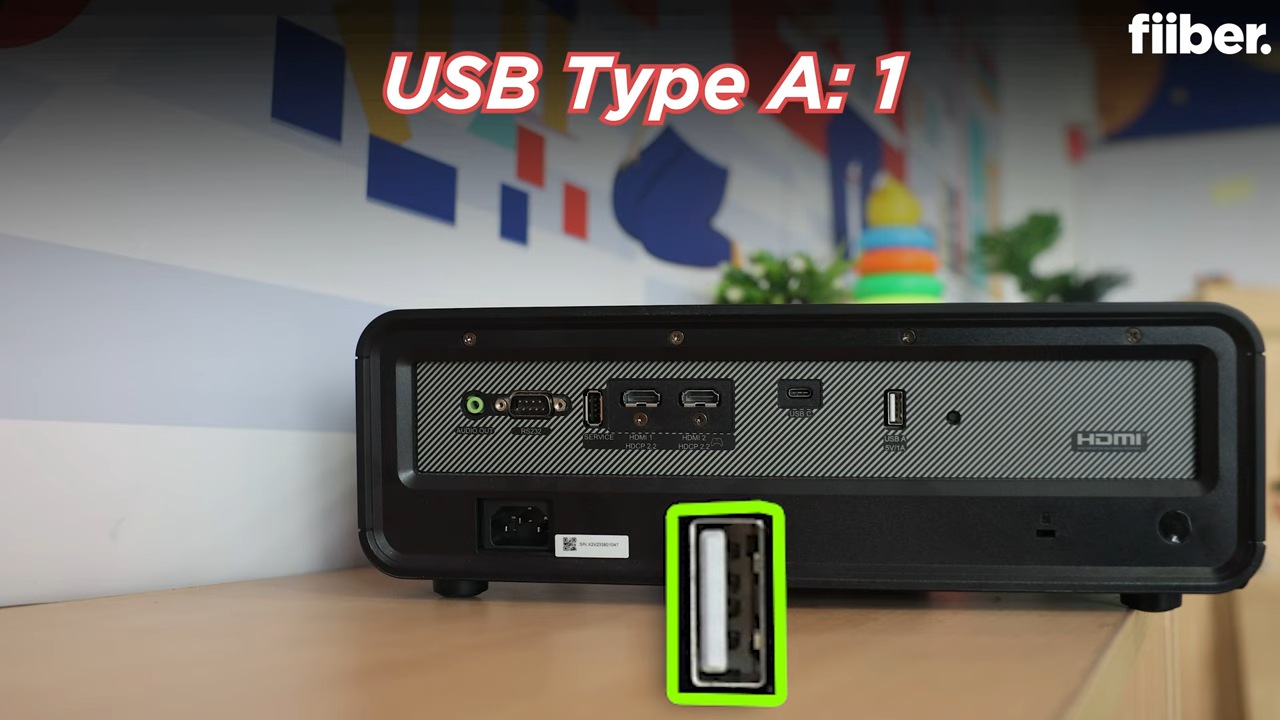 fiiber.
USB Type A: 1
AUDIO OUT
RS232
SERVICE
HDMI 1
HDCP 2.2
HDMI 2
HDCP 2.2
USB C
USB A
5V/1A
HDMI